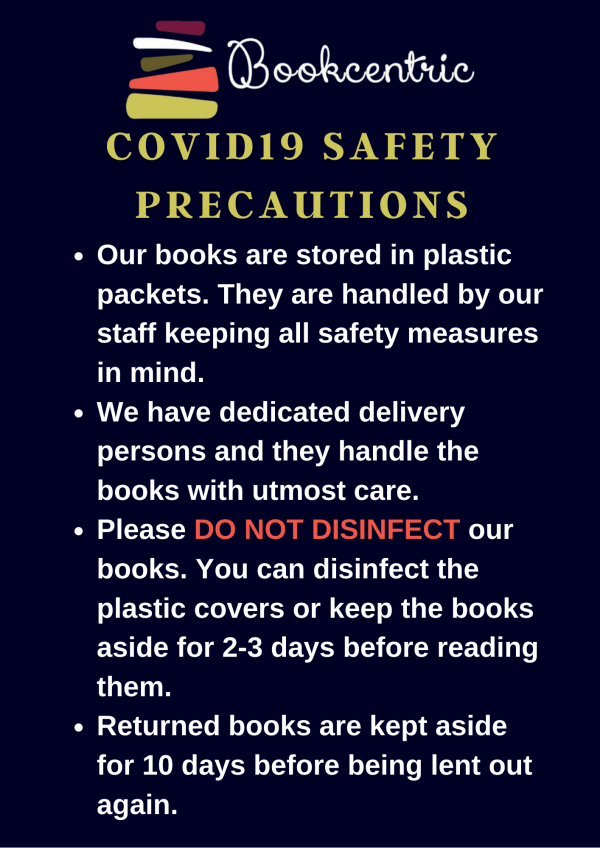 Bookcentric
COVID19 SAFETY
PRECAUTIONS
• Our books are stored in plastic
packets. They are handled by our
staff keeping all safety measures
in mind.
• We have dedicated delivery
persons and they handle the
books with utmost care.
• Please DO NOT DISINFECT our
books. You can disinfect the
plastic covers or keep the books
aside for 2-3 days before reading
them.
• Returned books are kept aside
for 10 days before being lent out
again.